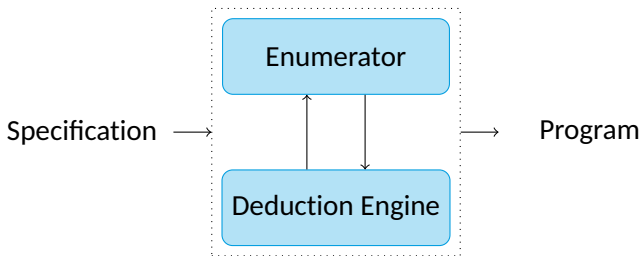 Enumerator
Specification
Program
Deduction Engine